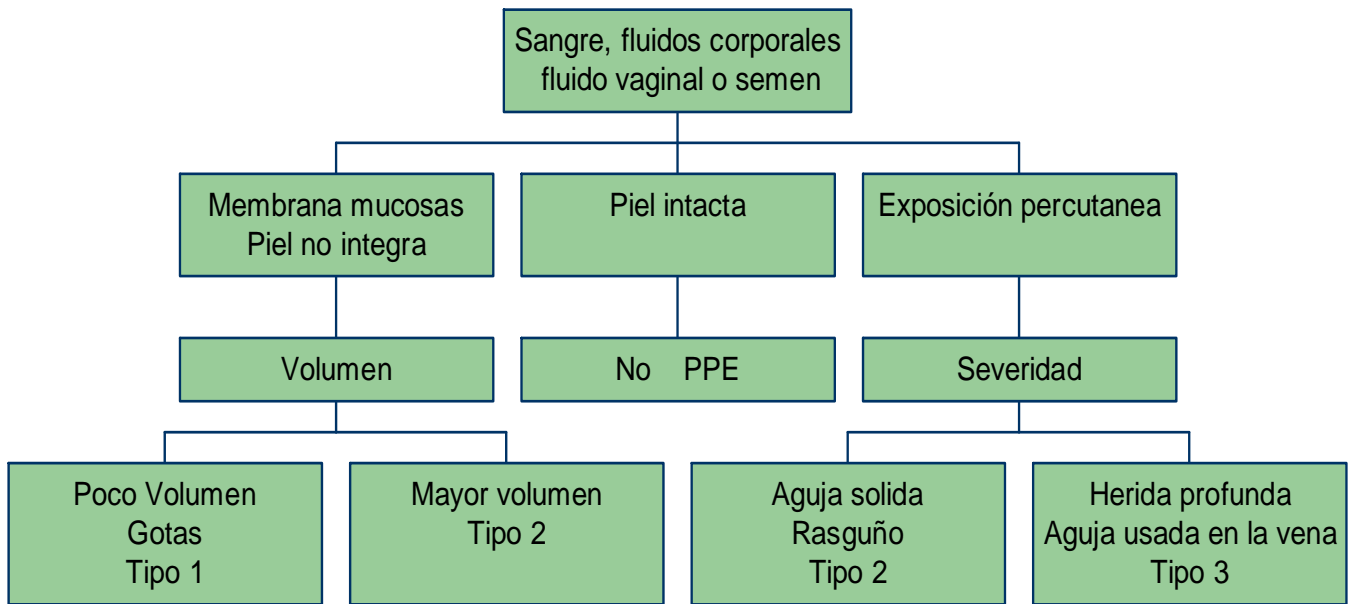 Sangre, fluidos corporales
fluido vaginal o semen
Membrana mucosas
Piel no integra
Piel intacta
Exposición percutanea
Volumen
No PPE
Severidad
Poco Volumen
Gotas
Tipo 1
Mayor volumen
Tipo 2
Aguja solida
Rasguño
Tipo 2
Herida profunda
Aguja usada en la vena
Tipo 3